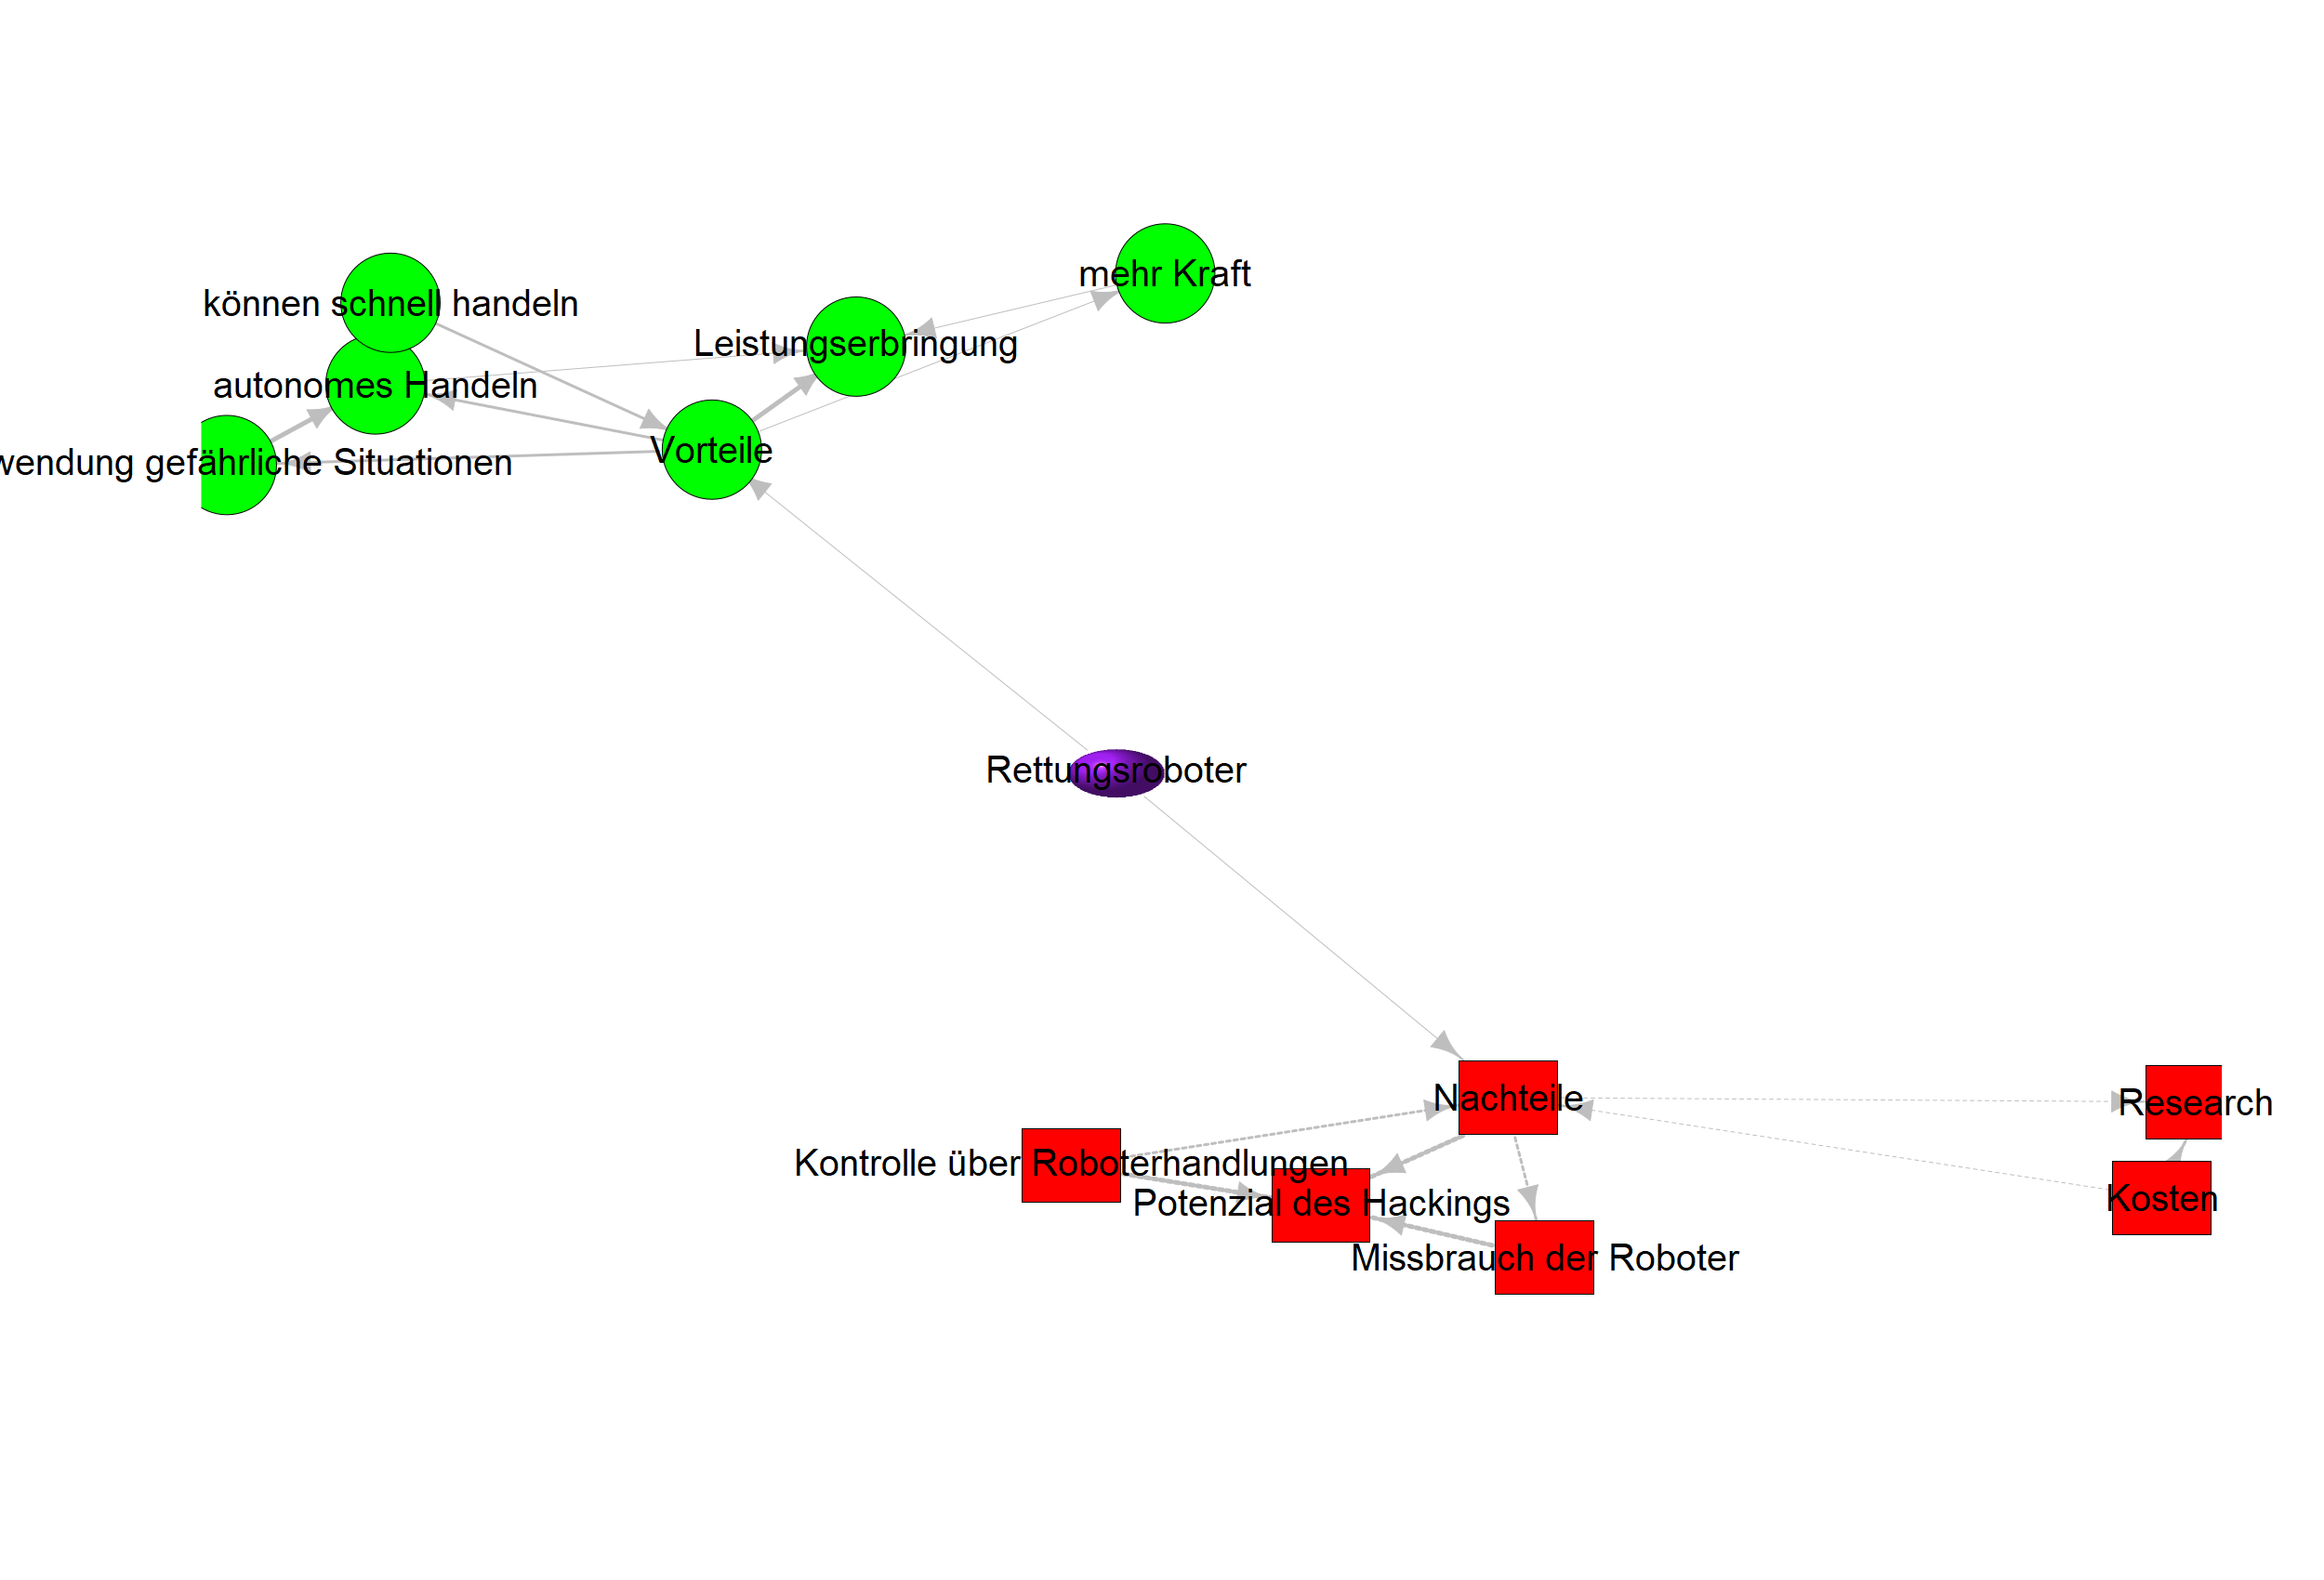 mehr Kraft
können schnell handeln
Leistungserbringung
autonomes Handeln
Vorteile
gefährliche Situationen
Rettungsroboter
Nachteile
Research
Kontrolle über Roboterhandlungen
Kosten
Potenzial des Hackings
Missbrauch der Roboter